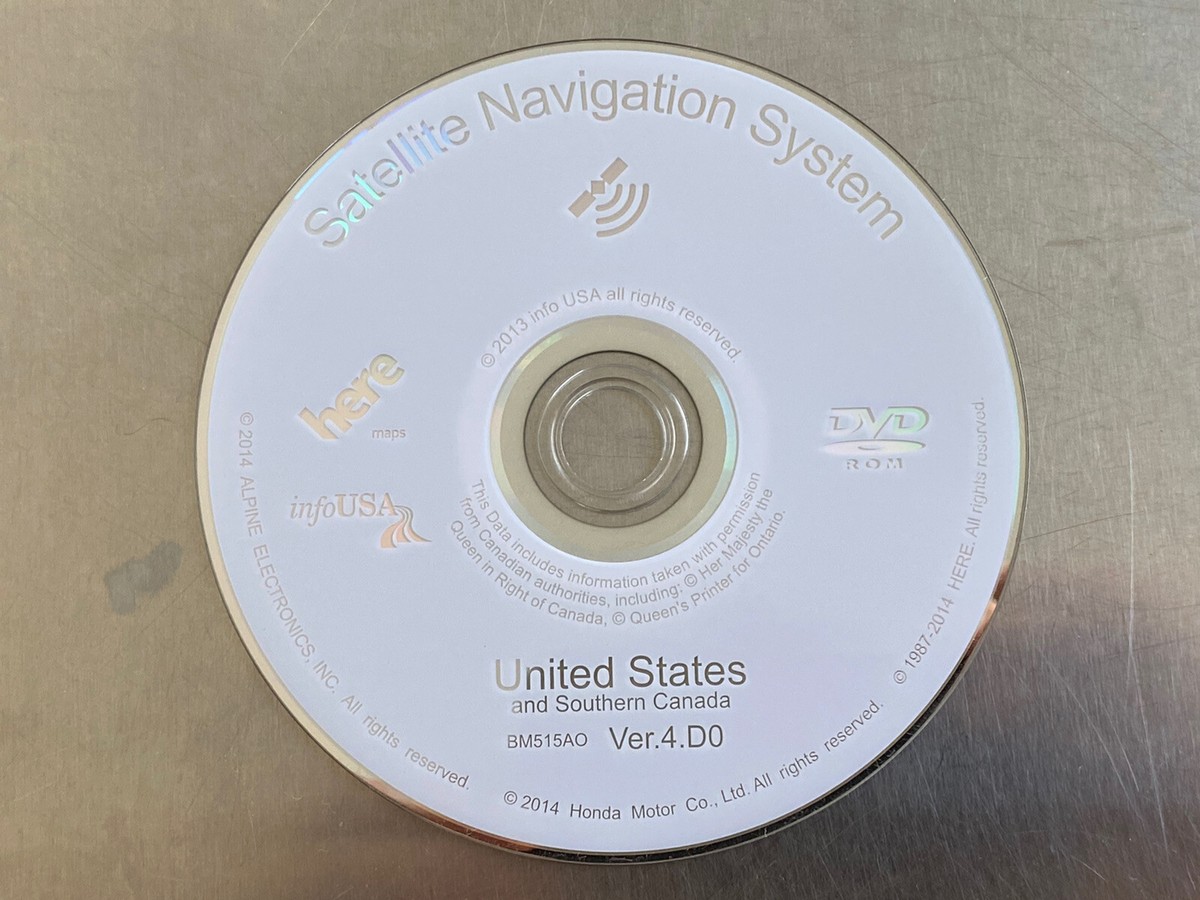 Satellite Navigation System
© 2013 info USA all rights reserved.
here
maps
DVD
ROM
infoUSA
This Data includes information taken with permission
from Canadian authorities, including: © Her Majesty the
Queen in Right of Canada, © Queen's Printer for Ontario.
United States
and Southern Canada
BM515AO Ver.4.D0
© 2014 ALPINE ELECTRONICS, INC. All rights reserved.
© 2014 Honda Motor Co., Ltd. All rights reserved.
© 1987-2014 HERE. All rights reserved.